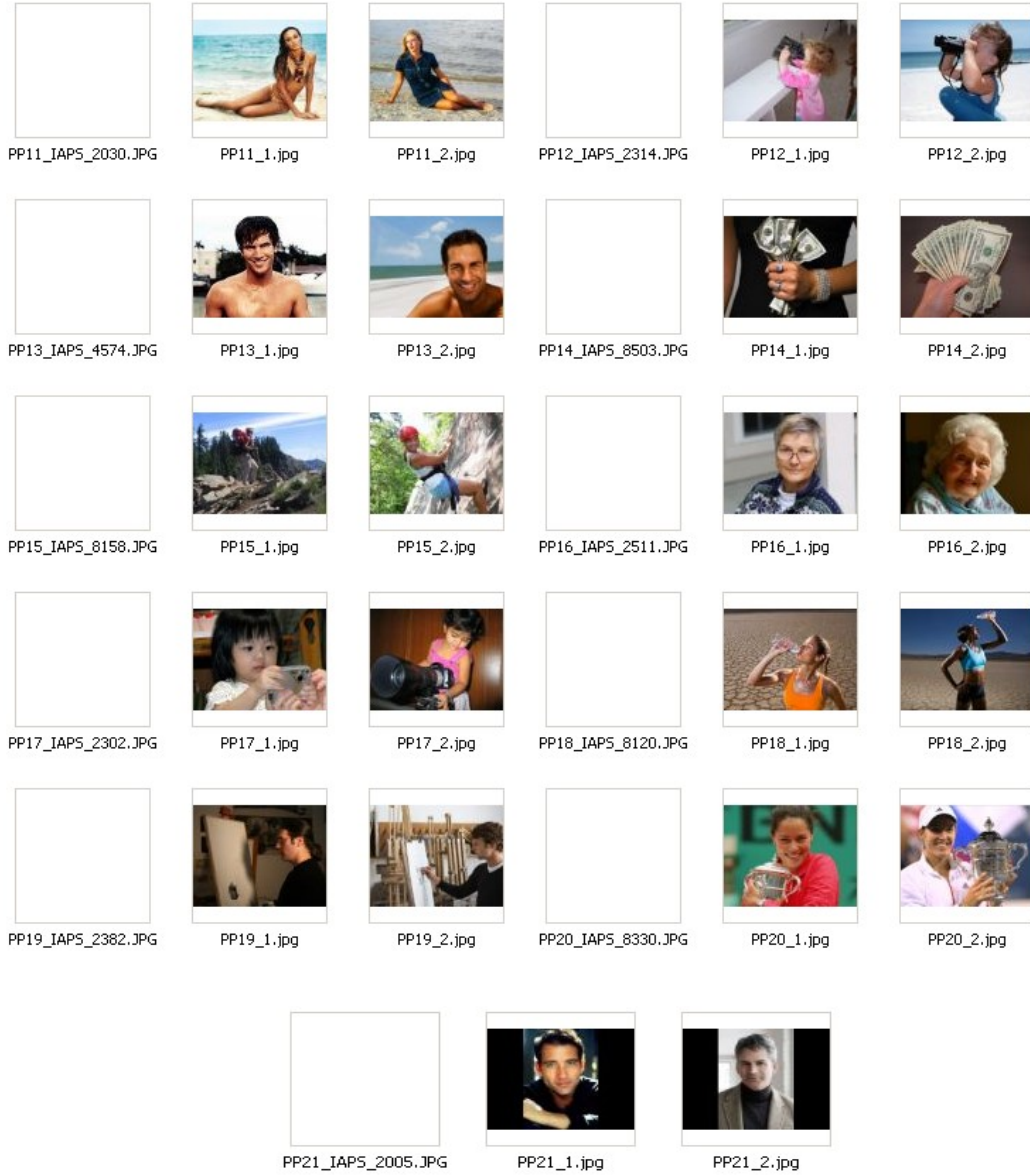 PP11_IAPS_2030.JPG PP11_1.jpg PP11_2.jpg PP12_IAPS_2314.JPG PP12_1.jpg PP12_2.jpg
PP13_IAPS_4574.JPG PP13_1.jpg PP13_2.jpg PP14_IAPS_8503.JPG PP14_1.jpg PP14_2.jpg
PP15_IAPS_8158.JPG PP15_1.jpg PP15_2.jpg PP16_IAPS_2511.JPG PP16_1.jpg PP16_2.jpg
PP17_IAPS_2302.JPG PP17_1.jpg PP17_2.jpg PP18_IAPS_8120.JPG PP18_1.jpg PP18_2.jpg
PP19_IAPS_2382.JPG PP19_1.jpg PP19_2.jpg PP20_IAPS_8330.JPG PP20_1.jpg PP20_2.jpg
PP21_IAPS_2005.JPG PP21_1.jpg PP21_2.jpg